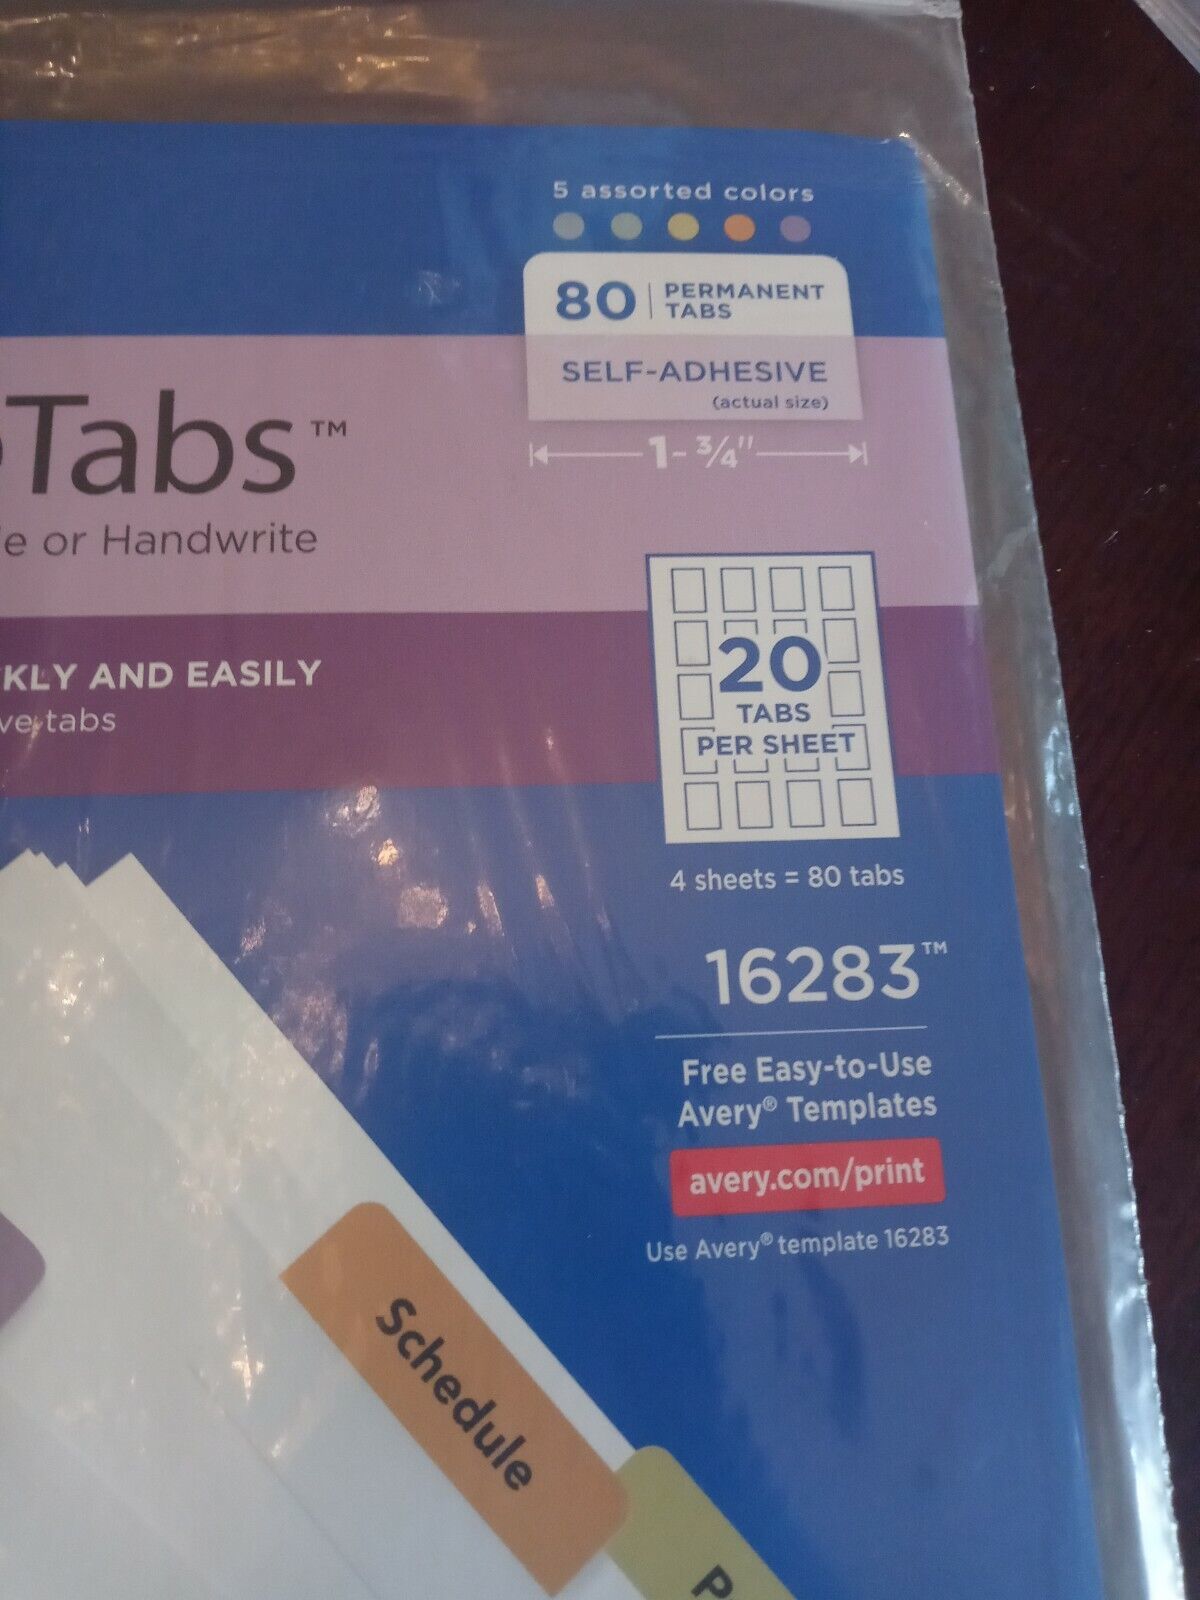 5 assorted colors
80 PERMANENT
TABS
SELF-ADHESIVE
(actual size)
1-3/4"
Tabs™
or Handwrite
AND EASILY
tabs
20
TABS
PER SHEET
4 sheets = 80 tabs
16283™
Free Easy-to-Use
Avery® Templates
avery.com/print
Use Avery® template 16283
Schedule